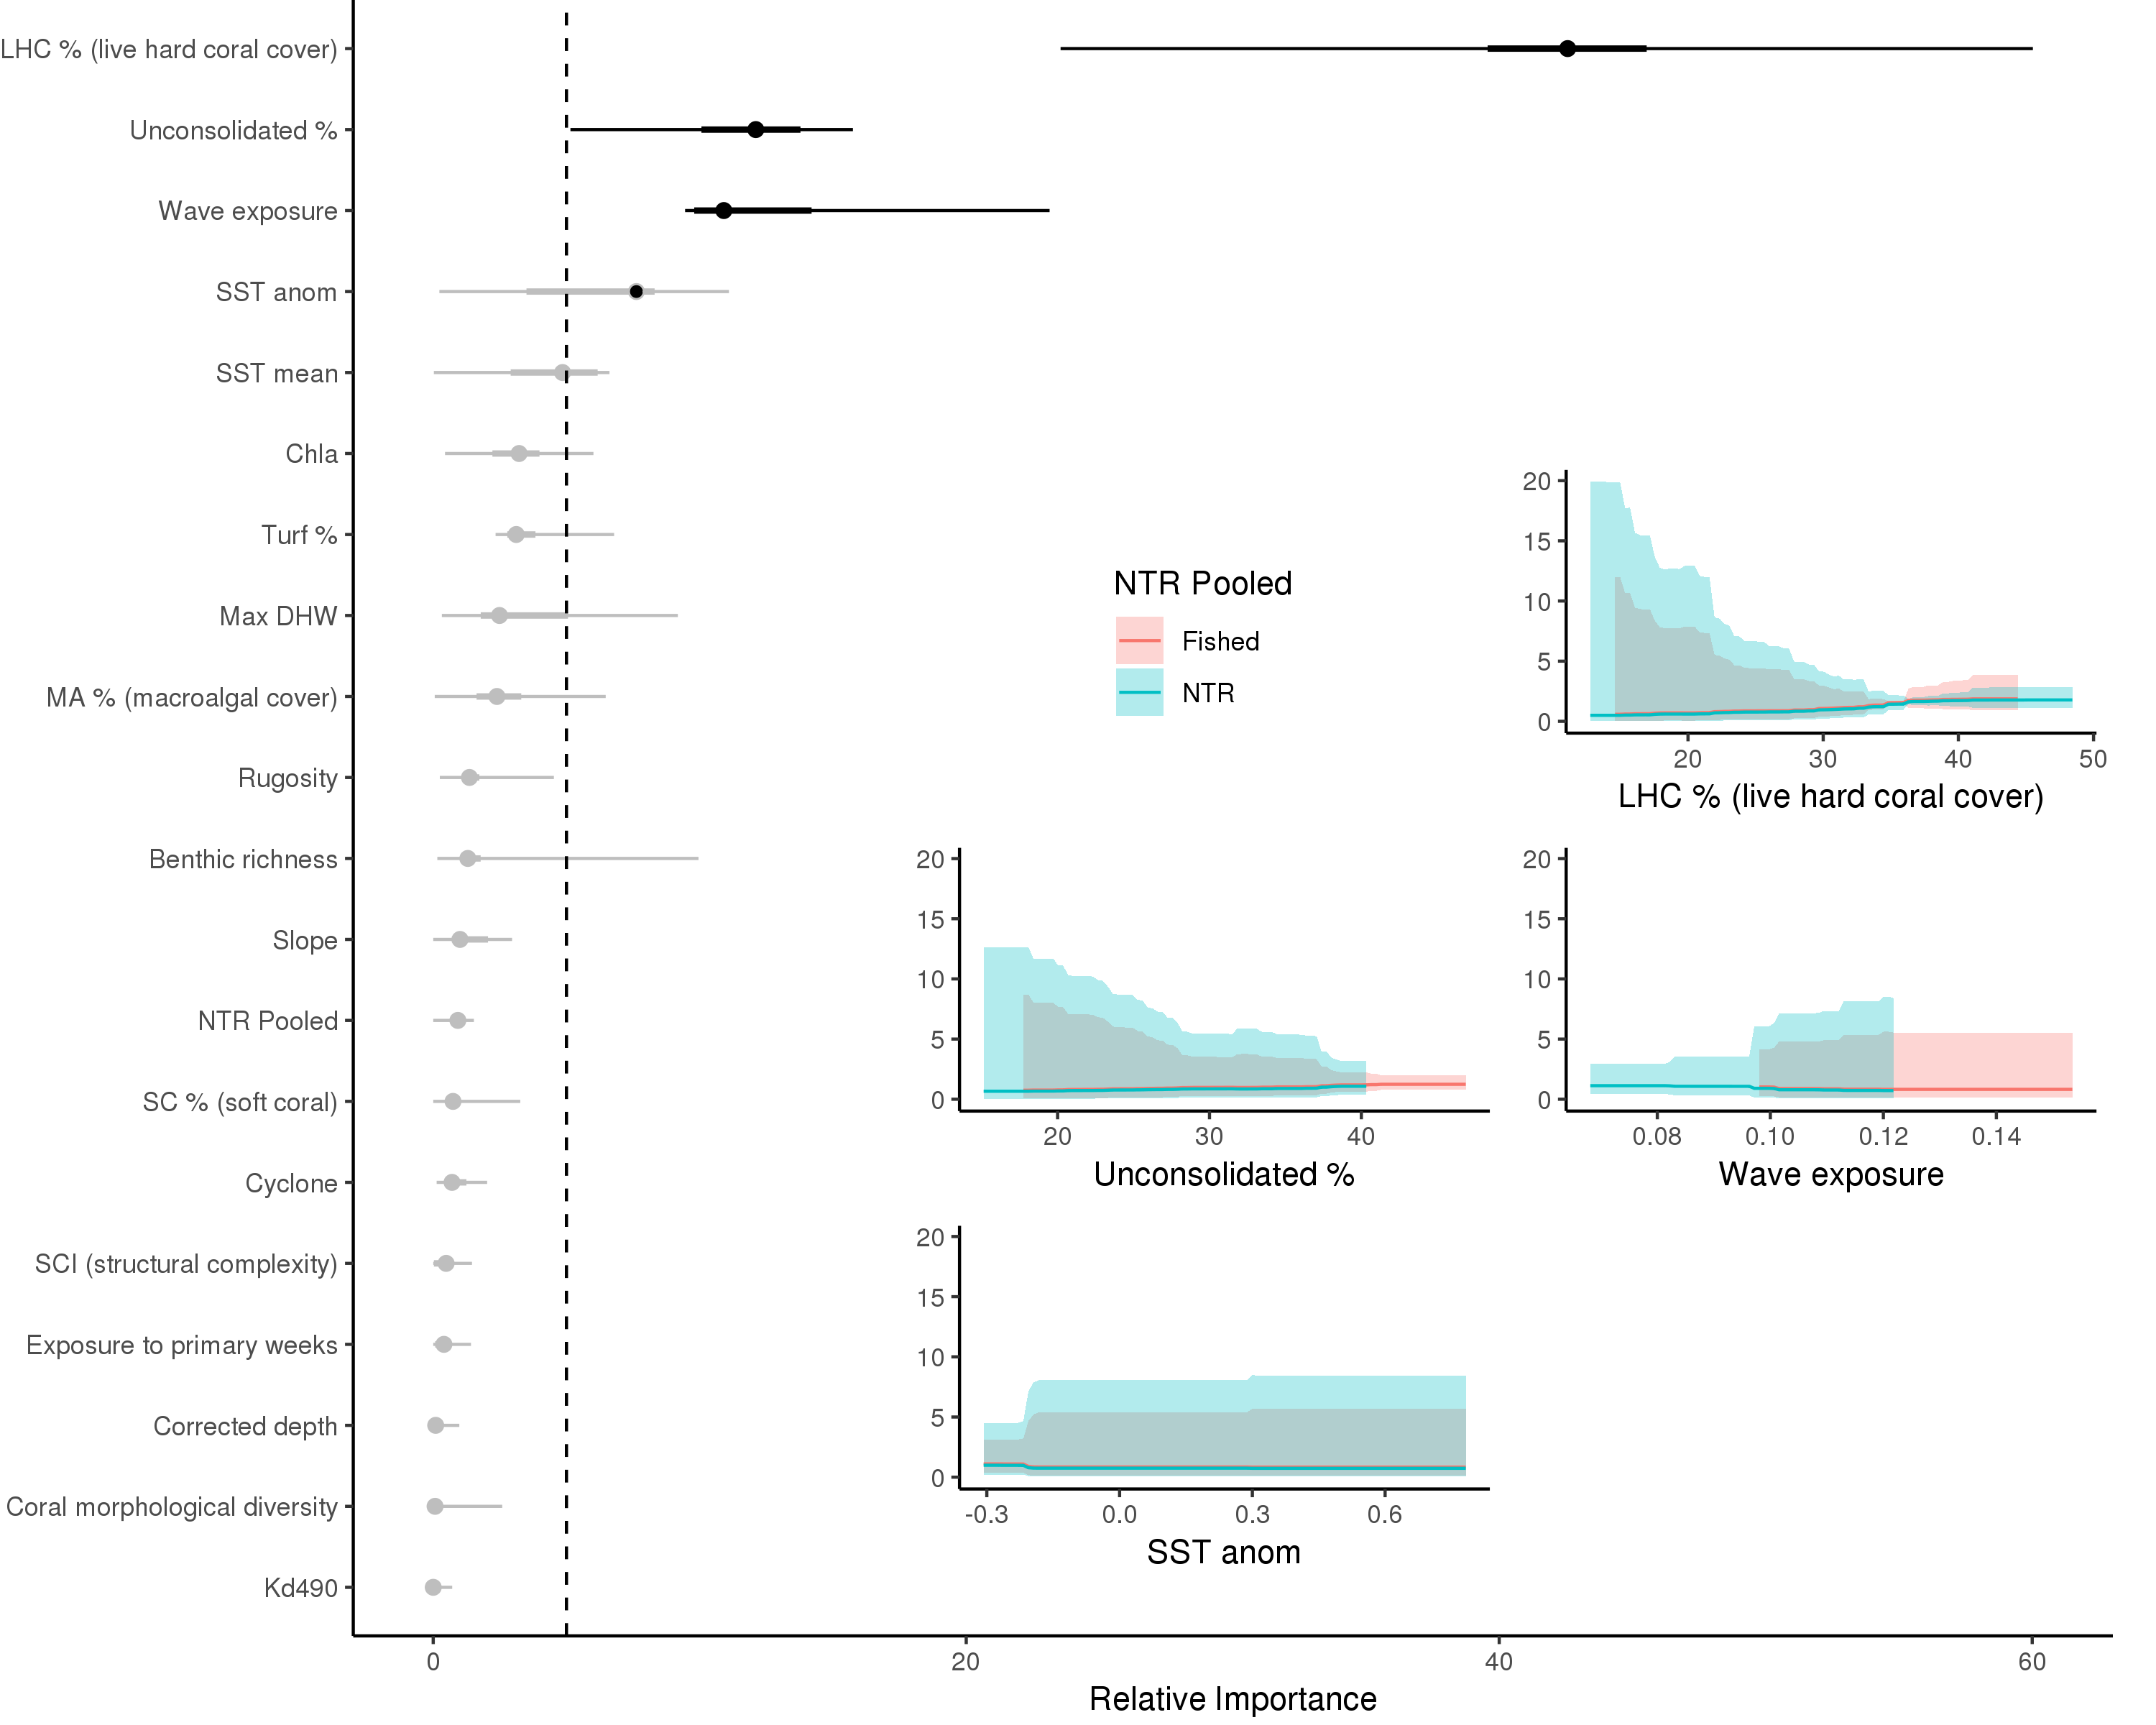 LHC % (live hard coral cover)
Unconsolidated %
Wave exposure
SST anom
SST mean
Chla
Turf %
Max DHW
MA % (macroalgal cover)
Rugosity
Benthic richness
Slope
NTR Pooled
SC % (soft coral)
Cyclone
SCI (structural complexity)
Exposure to primary weeks
Corrected depth
Coral morphological diversity
Kd490
0 20 40 60
Relative Importance
NTR Pooled
Fished
NTR
20
15
10
5
0
20 30 40 50
LHC % (live hard coral cover)
20
15
10
5
0
20 30 40
Unconsolidated %
20
15
10
5
0
0.08 0.10 0.12 0.14
Wave exposure
20
15
10
5
0
-0.3 0.0 0.3 0.6
SST anom